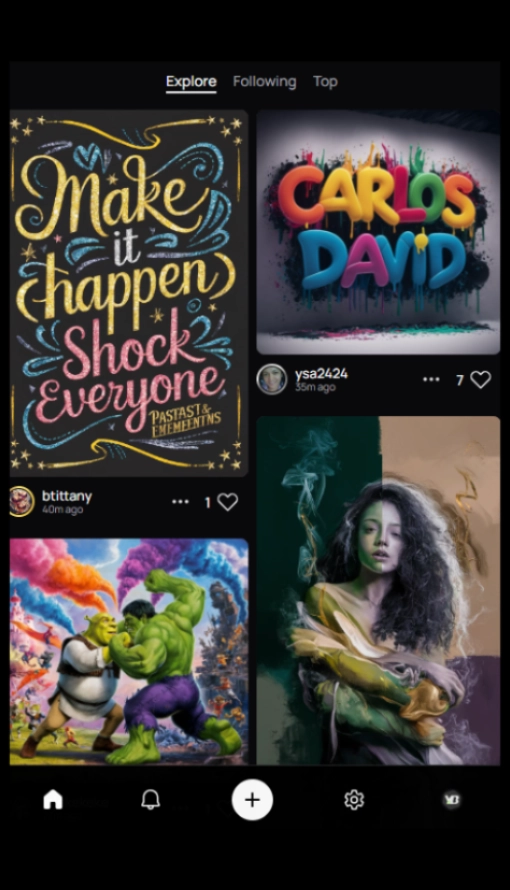 Explore Following Top
Make
it
happen
Shock
Everyone
PASTAST&
EMEMEENTNS
btittany
40m ago
1
CARLOS
DAVID
ysa2424
35m ago
7